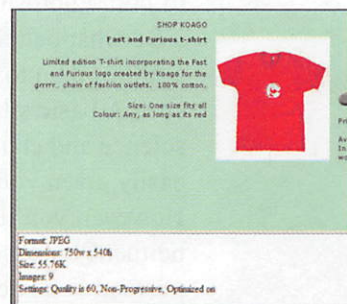 SHOP KOAGO
Fast and Furious t-shirt
Limited edition T-shirt incorporating the Fast
and Furious logo created by Koago for the
grrrr, chain of fashion outlets. 100% cotton.
Size: One size fits all
Colour: Any, as long as its red
Format: JPEG
Dimensions: 750w x 540h
Size: 55.76K
Images: 9
Settings: Quality is 60, Non-Progressive, Optimized on